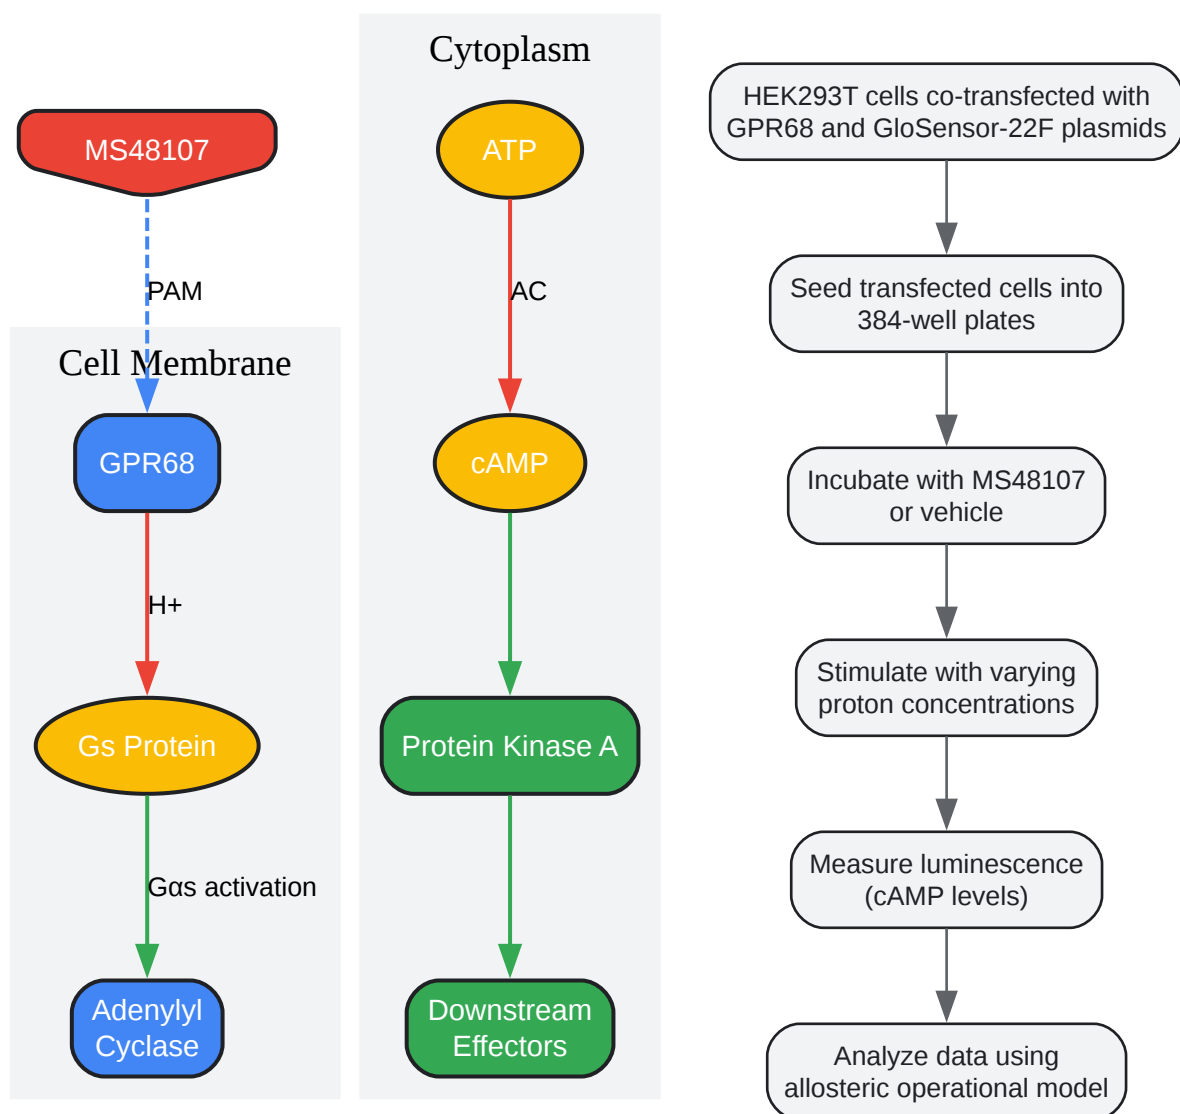 MS48107
PAM
Cell Membrane
GPR68
H+
Gs Protein
Gαs activation
Adenylyl
Cyclase
Cytoplasm
ATP
AC
cAMP
Protein Kinase A
Downstream
Effectors
HEK293T cells co-transfected with
GPR68 and GloSensor-22F plasmids
Seed transfected cells into
384-well plates
Incubate with MS48107
or vehicle
Stimulate with varying
proton concentrations
Measure luminescence
(cAMP levels)
Analyze data using
allosteric operational model